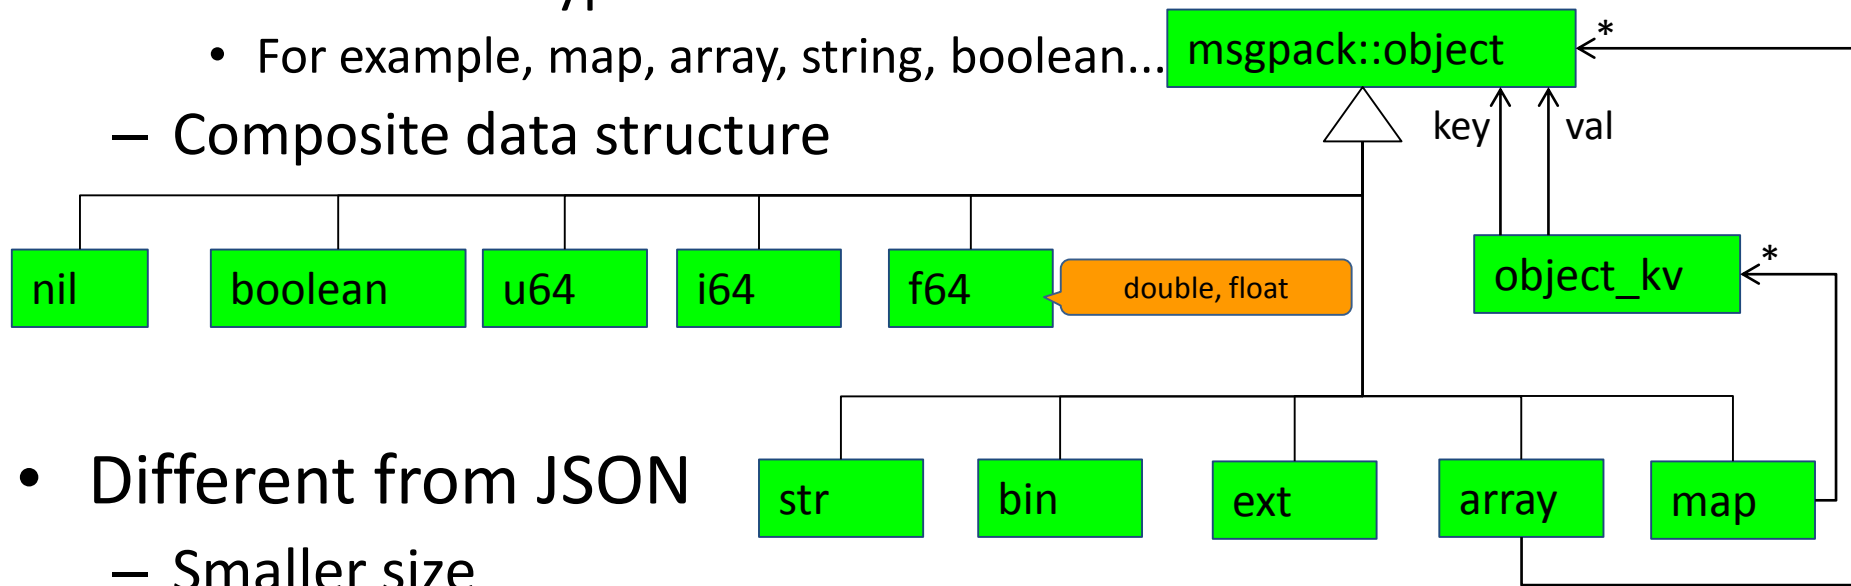 • For example, map, array, string, boolean...
msgpack::object
*
– Composite data structure
key
val
nil
boolean
u64
i64
f64
double, float
object_kv
*
• Different from JSON
str
bin
ext
array
map
– Smaller size